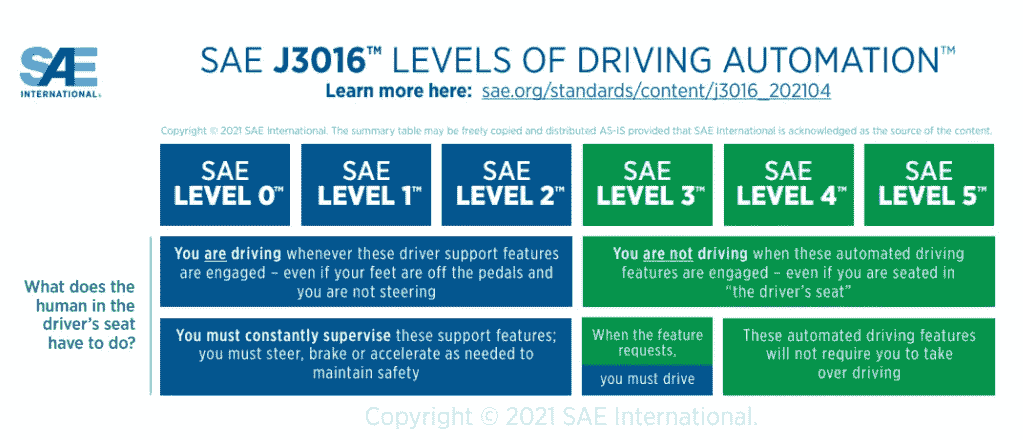 SAE
INTERNATIONAL®
SAE J3016™ LEVELS OF DRIVING AUTOMATION™
Learn more here: sae.org/standards/content/j3016_202104
Copyright © 2021 SAE International. The summary table may be freely copied and distributed AS-IS provided that SAE International is acknowledged as the source of the content.
SAE
LEVEL 0™
SAE
LEVEL 1™
SAE
LEVEL 2™
SAE
LEVEL 3™
SAE
LEVEL 4™
SAE
LEVEL 5™
What does the
human in the
driver's seat
have to do?
You are driving whenever these driver support features
are engaged – even if your feet are off the pedals and
you are not steering
You are not driving when these automated driving
features are engaged – even if you are seated in
“the driver's seat”
You must constantly supervise these support features;
you must steer, brake or accelerate as needed to
maintain safety
When the feature
requests,
you must drive
These automated driving features
will not require you to take
over driving
Copyright © 2021 SAE International.